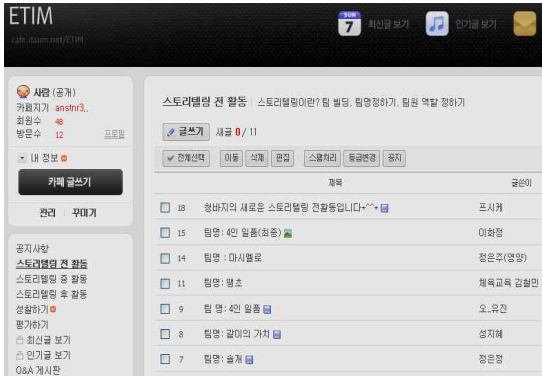 ETIM
cafe.daum.net/ETIM
SUN 7 최신글 보기 인기글 보기
사람 (공개)
카페지기 anstnr3..
회원수 48
방문수 12 프로필
내 정보
카페 글쓰기
관리 꾸미기
공지사항
스토리텔링 전 활동
스토리텔링 중 활동
스토리텔링 후 활동
성찰하기
평가하기
최신글 보기
인기글 보기
Q&A 게시판
스토리텔링 전 활동 스토리텔링이란? 팀 빌딩, 팀명정하기, 팀원 역할 정하기
글쓰기 새글 0 / 11
전체선택 이동 삭제 편집 스팸처리 등급변경 공지
제목 글쓴이
18 청바지의 새로운 스토리텔링 전활동입니다+^^+ 프시케
15 팀명: 4인 일품(최종) 이화정
14 팀명 : 마시멜로 정은주(영양)
11 팀명: 땡초 체육교육 김철민
9 팀 명: 4인 일품 오_유진
8 팀명: 같이의 가치 성지혜
7 팀명: 솔개 정은정